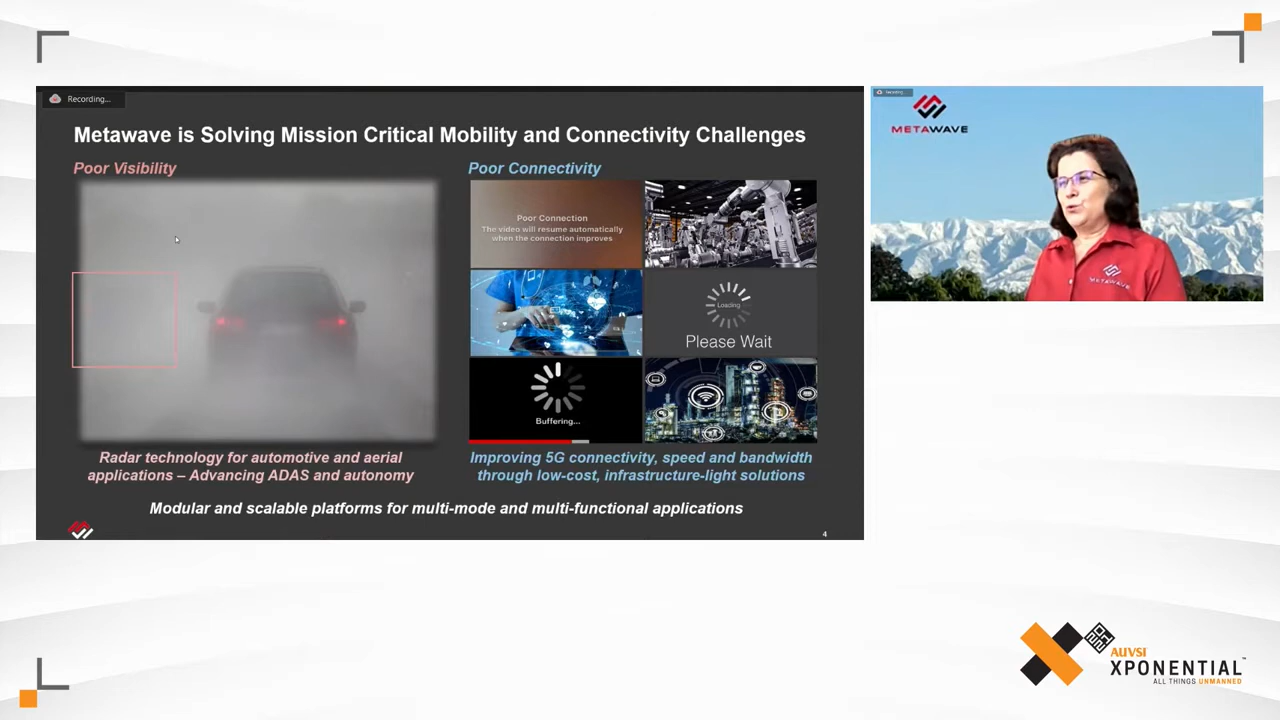 Recording...
Metawave is Solving Mission Critical Mobility and Connectivity Challenges
Poor Visibility
Poor Connectivity
Poor Connection
The video will resume automatically
when the connection improves
Loading
Please Wait
Buffering...
Radar technology for automotive and aerial
applications – Advancing ADAS and autonomy
Improving 5G connectivity, speed and bandwidth
through low-cost, infrastructure-light solutions
Modular and scalable platforms for multi-mode and multi-functional applications
4
Recording...
METAWAVE
METAWAVE
AUVSI
XPONENTIAL™
ALL THINGS UNMANNED